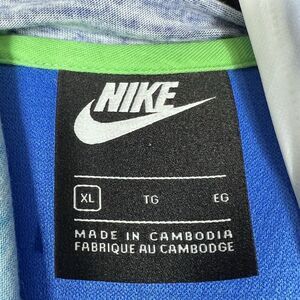 NIKE
XL TG EG
MADE IN CAMBODIA
FABRIQUE AU CAMBODGE